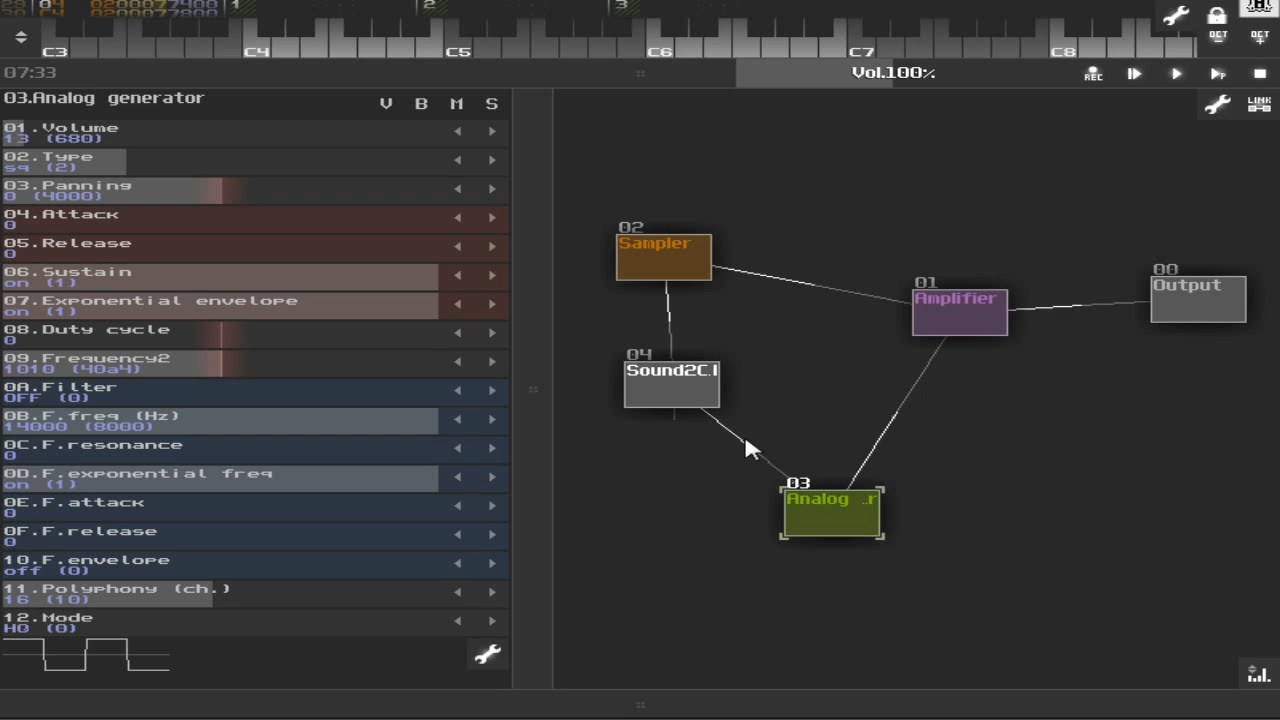 1 2 3
C3 C4 C5 C6 C7 C8
OCT OCT
07:33 Vol.100% REC
03.Analog generator V B M S
LINK
01.Volume
13 (680)
02.Type
sq (2)
03.Panning
0 (4000)
04.Attack
0
05.Release
0
06.Sustain
on (1)
07.Exponential envelope
on (1)
08.Duty cycle
0
09.Frequency2
1010 (40a4)
0A.Filter
OFF (0)
0B.F.freq (Hz)
14000 (8000)
0C.F.resonance
0
0D.F.exponential freq
on (1)
0E.F.attack
0
0F.F.release
0
10.F.envelope
off (0)
11.Polyphony (ch.)
16 (10)
12.Mode
HQ (0)
02
Sampler
01
Amplifier
00
Output
04
Sound2C.l
03
Analog ..r